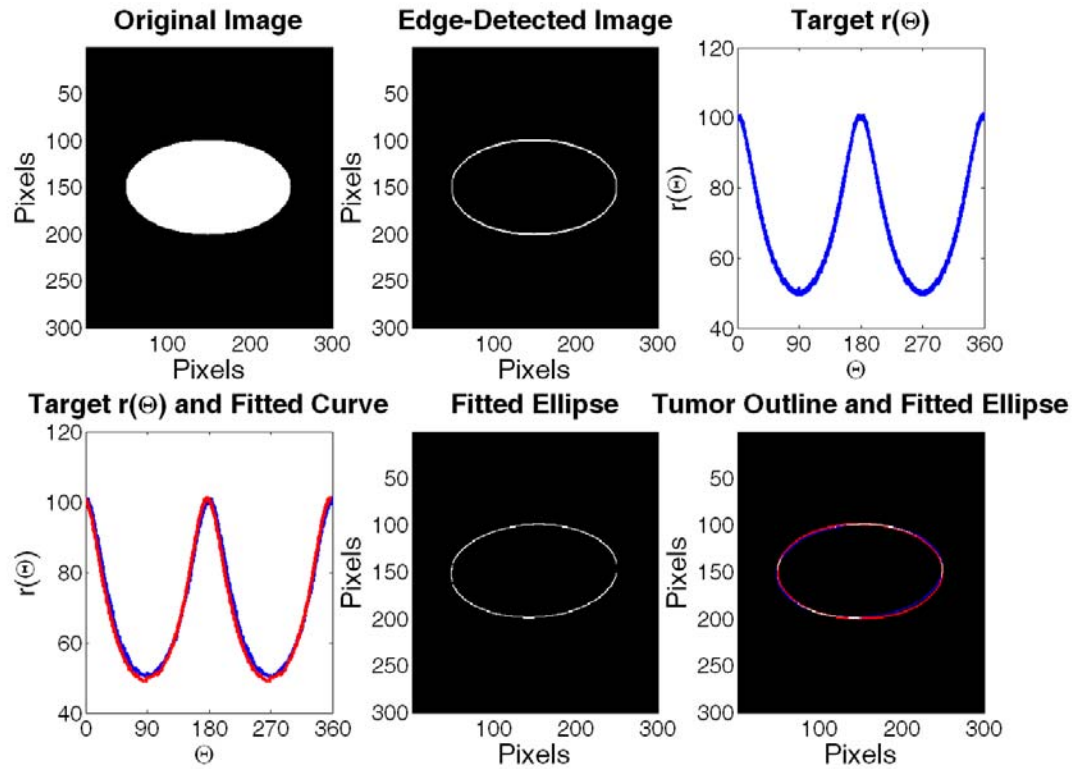 Original Image
50
100
150
200
250
300
Pixels
100 200 300
Pixels
Edge-Detected Image
50
100
150
200
250
300
Pixels
100 200 300
Pixels
Target r(Θ)
120
100
80
60
40
r(Θ)
0 90 180 270 360
Θ
Target r(Θ) and Fitted Curve
120
100
80
60
40
r(Θ)
0 90 180 270 360
Θ
Fitted Ellipse
50
100
150
200
250
300
Pixels
100 200 300
Pixels
Tumor Outline and Fitted Ellipse
50
100
150
200
250
300
Pixels
100 200 300
Pixels